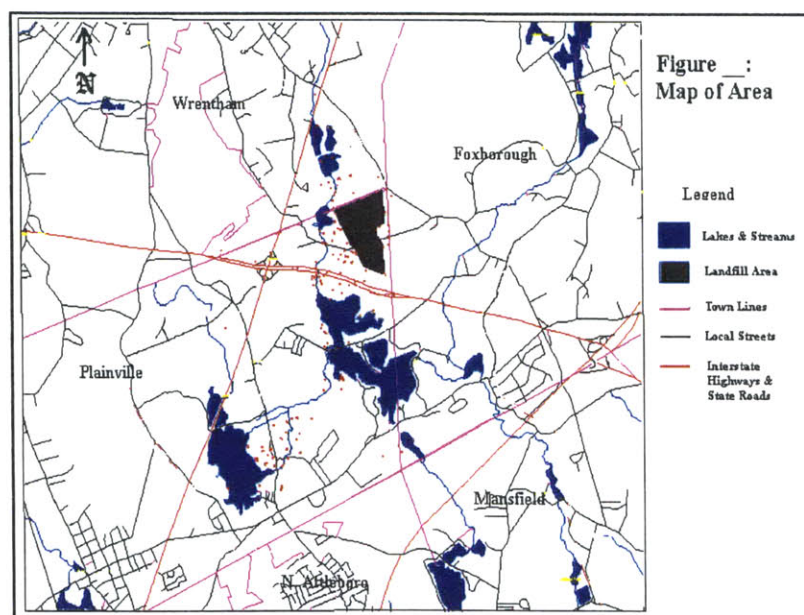 Figure __:
Map of Area
N
Wrentham
Foxborough
Plainville
Mansfield
N. Attleboro
Legend
Lakes & Streams
Landfill Area
Town Lines
Local Streets
Interstate
Highways &
State Roads